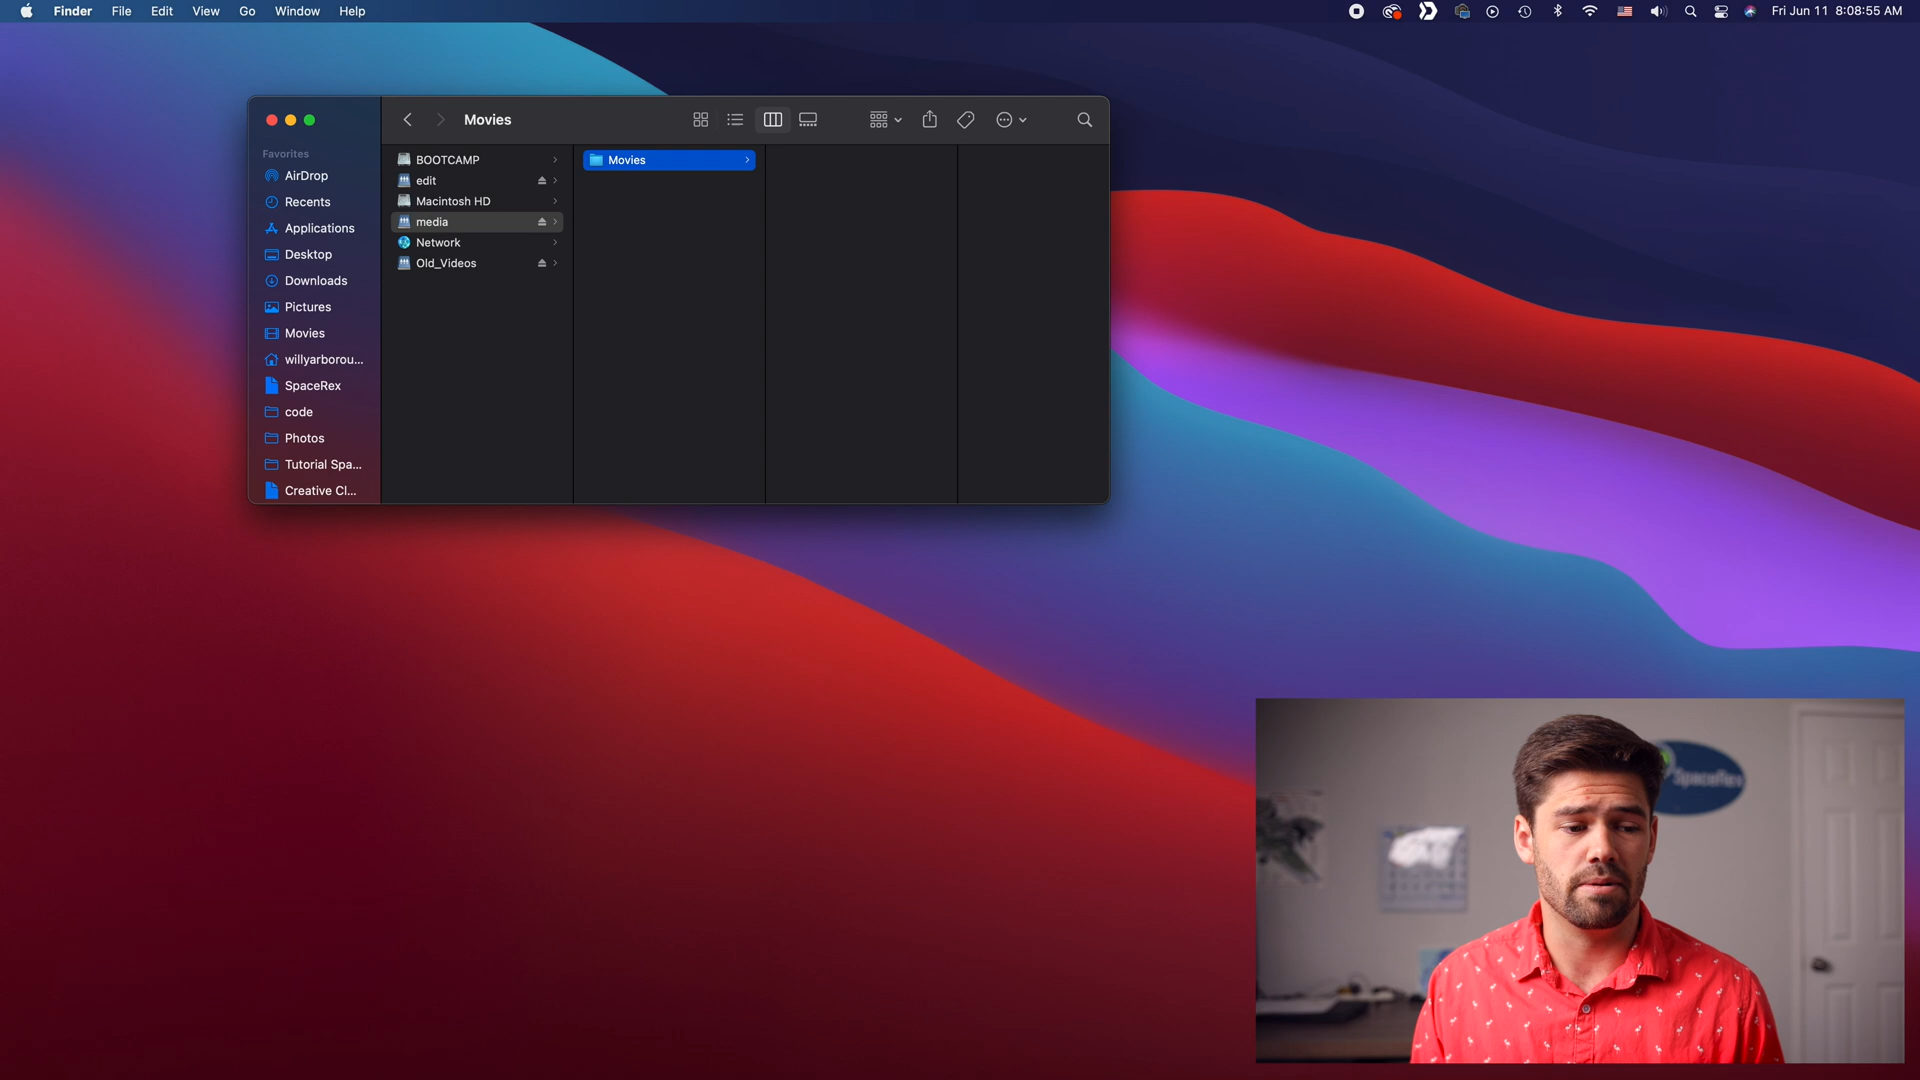 Finder File Edit View Go Window Help
Fri Jun 11 8:08:55 AM
Movies
Favorites
AirDrop
Recents
Applications
Desktop
Downloads
Pictures
Movies
willyarborou...
SpaceRex
code
Photos
Tutorial Spa...
Creative Cl...
BOOTCAMP
edit
Macintosh HD
media
Network
Old_Videos
Movies
SpaceRex